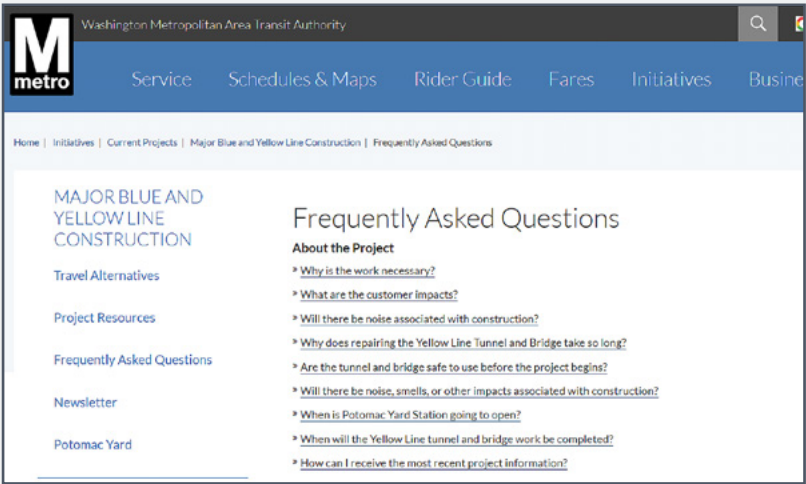 Washington Metropolitan Area Transit Authority
M
metro
Service Schedules & Maps Rider Guide Fares Initiatives Busine
Home | Initiatives | Current Projects | Major Blue and Yellow Line Construction | Frequently Asked Questions
MAJOR BLUE AND
YELLOW LINE
CONSTRUCTION
Travel Alternatives
Project Resources
Frequently Asked Questions
Newsletter
Potomac Yard
Frequently Asked Questions
About the Project
» Why is the work necessary?
» What are the customer impacts?
» Will there be noise associated with construction?
» Why does repairing the Yellow Line Tunnel and Bridge take so long?
» Are the tunnel and bridge safe to use before the project begins?
» Will there be noise, smells, or other impacts associated with construction?
» When is Potomac Yard Station going to open?
» When will the Yellow Line tunnel and bridge work be completed?
» How can I receive the most recent project information?